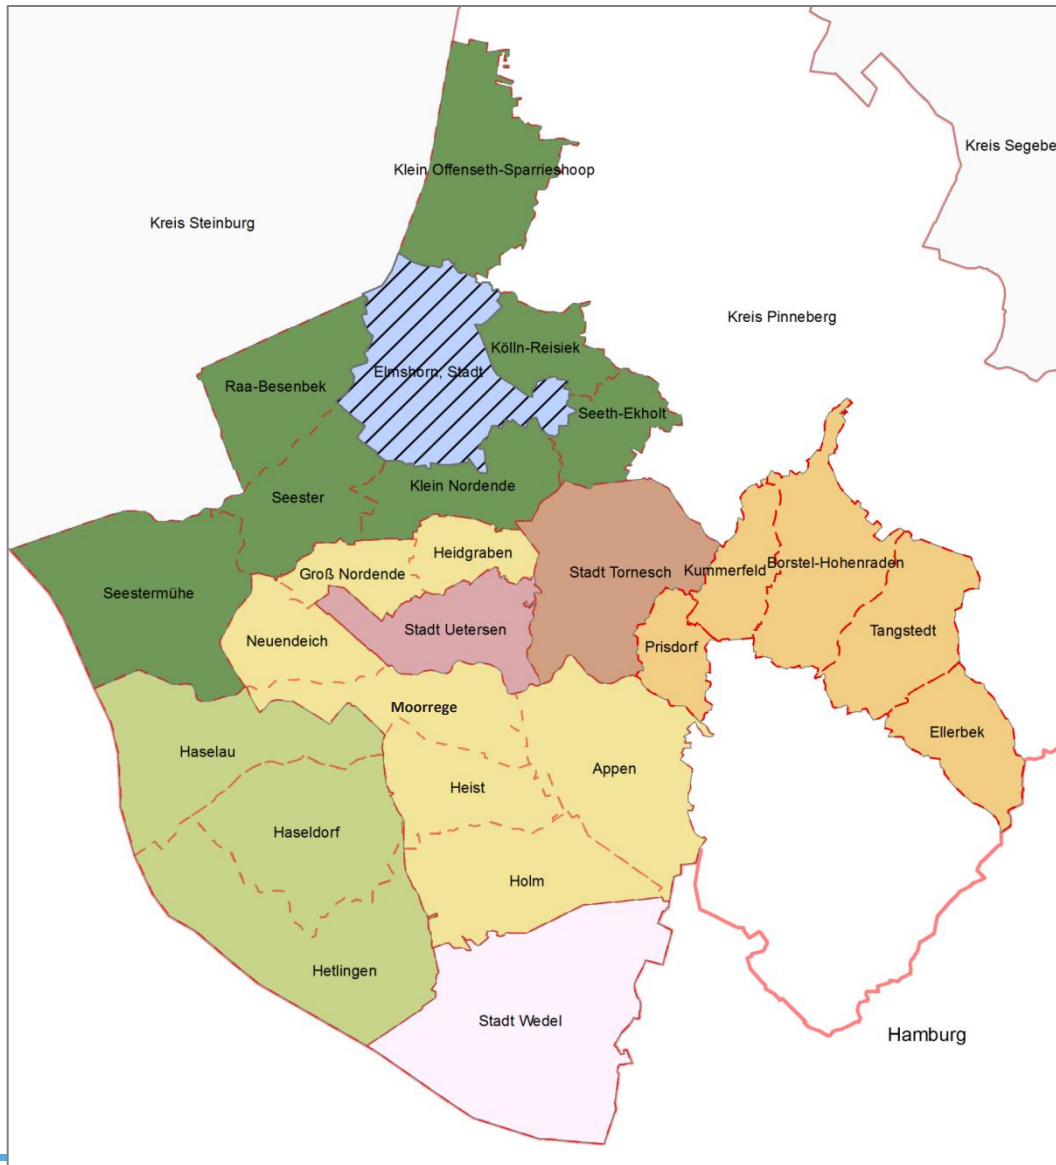 Kreis Segebe
Klein Offenseth-Sparrieshoop
Kreis Steinburg
Kreis Pinneberg
Kölln-Reisiek
Elmshorn, Stadt
Raa-Besenbek
Seeth-Ekholt
Klein Nordende
Seester
Heidgraben
Borstel-Hohenraden
Stadt Tornesch
Kummerfeld
Groß Nordende
Seestermühe
Stadt Uetersen
Tangstedt
Neuendeich
Prisdorf
Moorrege
Ellerbek
Haselau
Appen
Heist
Haseldorf
Holm
Hetlingen
Stadt Wedel
Hamburg